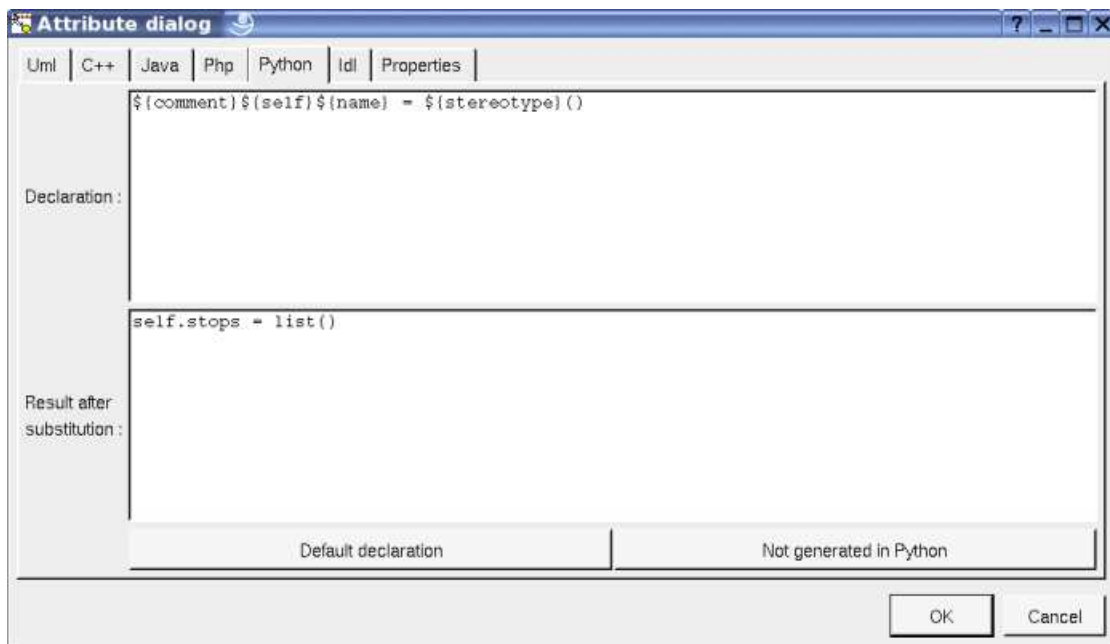 Attribute dialog
Uml C++ Java Php Python Idl Properties
${comment}${self}${name} = ${stereotype}()
Declaration :
self.stops = list()
Result after
substitution :
Default declaration Not generated in Python
OK Cancel